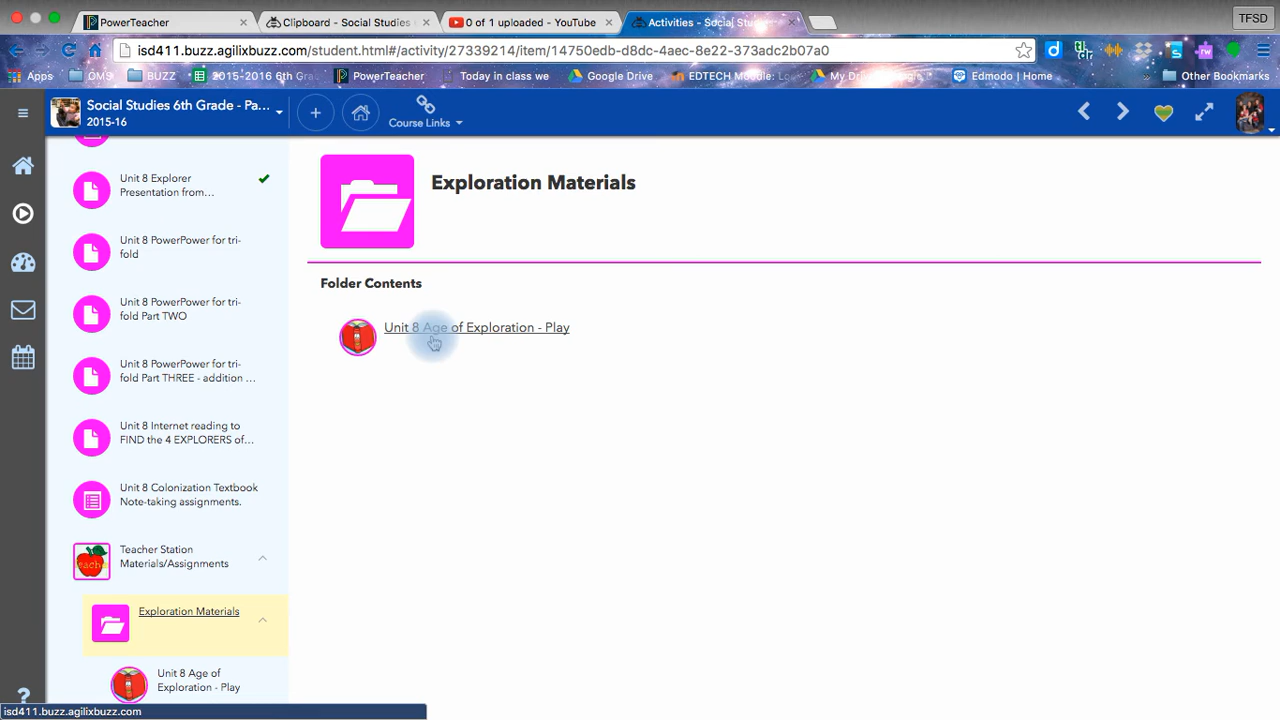 PowerTeacher
Clipboard - Social Studies
0 of 1 uploaded - YouTube
Activities - Social Stu
TFSD
isd411.buzz.agilixbuzz.com/student.html#/activity/27339214/item/14750edb-d8dc-4aec-8e22-373adc2b07a0
Apps
OMS
BUZZ
2015-2016 6th Gra
PowerTeacher
Today in class we
Google Drive
EDTECH Module: Lo
My Drive - Google
Edmodo | Home
»
Other Bookmarks
Social Studies 6th Grade - Pa...
2015-16
Course Links
Unit 8 Explorer
Presentation from...
Unit 8 PowerPower for tri-
fold
Unit 8 PowerPower for tri-
fold Part TWO
Unit 8 PowerPower for tri-
fold Part THREE - addition ...
Unit 8 Internet reading to
FIND the 4 EXPLORERS of...
Unit 8 Colonization Textbook
Note-taking assignments.
Teacher Station
Materials/Assignments
Exploration Materials
Unit 8 Age of
Exploration - Play
Exploration Materials
Folder Contents
Unit 8 Age of Exploration - Play
?
isd411.buzz.agilixbuzz.com